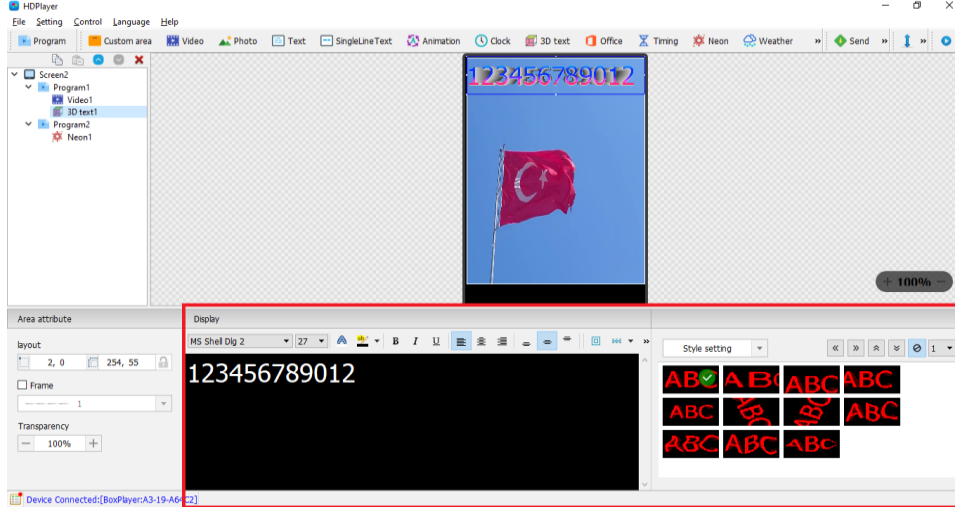 HDPlayer
File Setting Control Language Help
Program Custom area Video Photo Text SingleLineText Animation Clock 3D text Office Timing Neon Weather » Send » »
Screen2
Program1
Video1
3D text1
Program2
Neon1
123456789012
+ 100% −
Area attribute
layout
2, 0 254, 55
Frame
1
Transparency
− 100% +
Display
MS Shell Dlg 2 27 B I U »
123456789012
Style setting « » 1
ABC ABC ABC ABC
ABC ABC ABC ABC
ABC ABC ABC
Device Connected:[BoxPlayer:A3-19-A64C2]